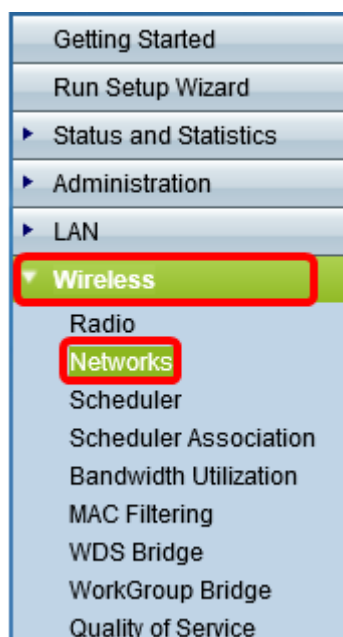 Getting Started
Run Setup Wizard
Status and Statistics
Administration
LAN
Wireless
Radio
Networks
Scheduler
Scheduler Association
Bandwidth Utilization
MAC Filtering
WDS Bridge
WorkGroup Bridge
Quality of Service